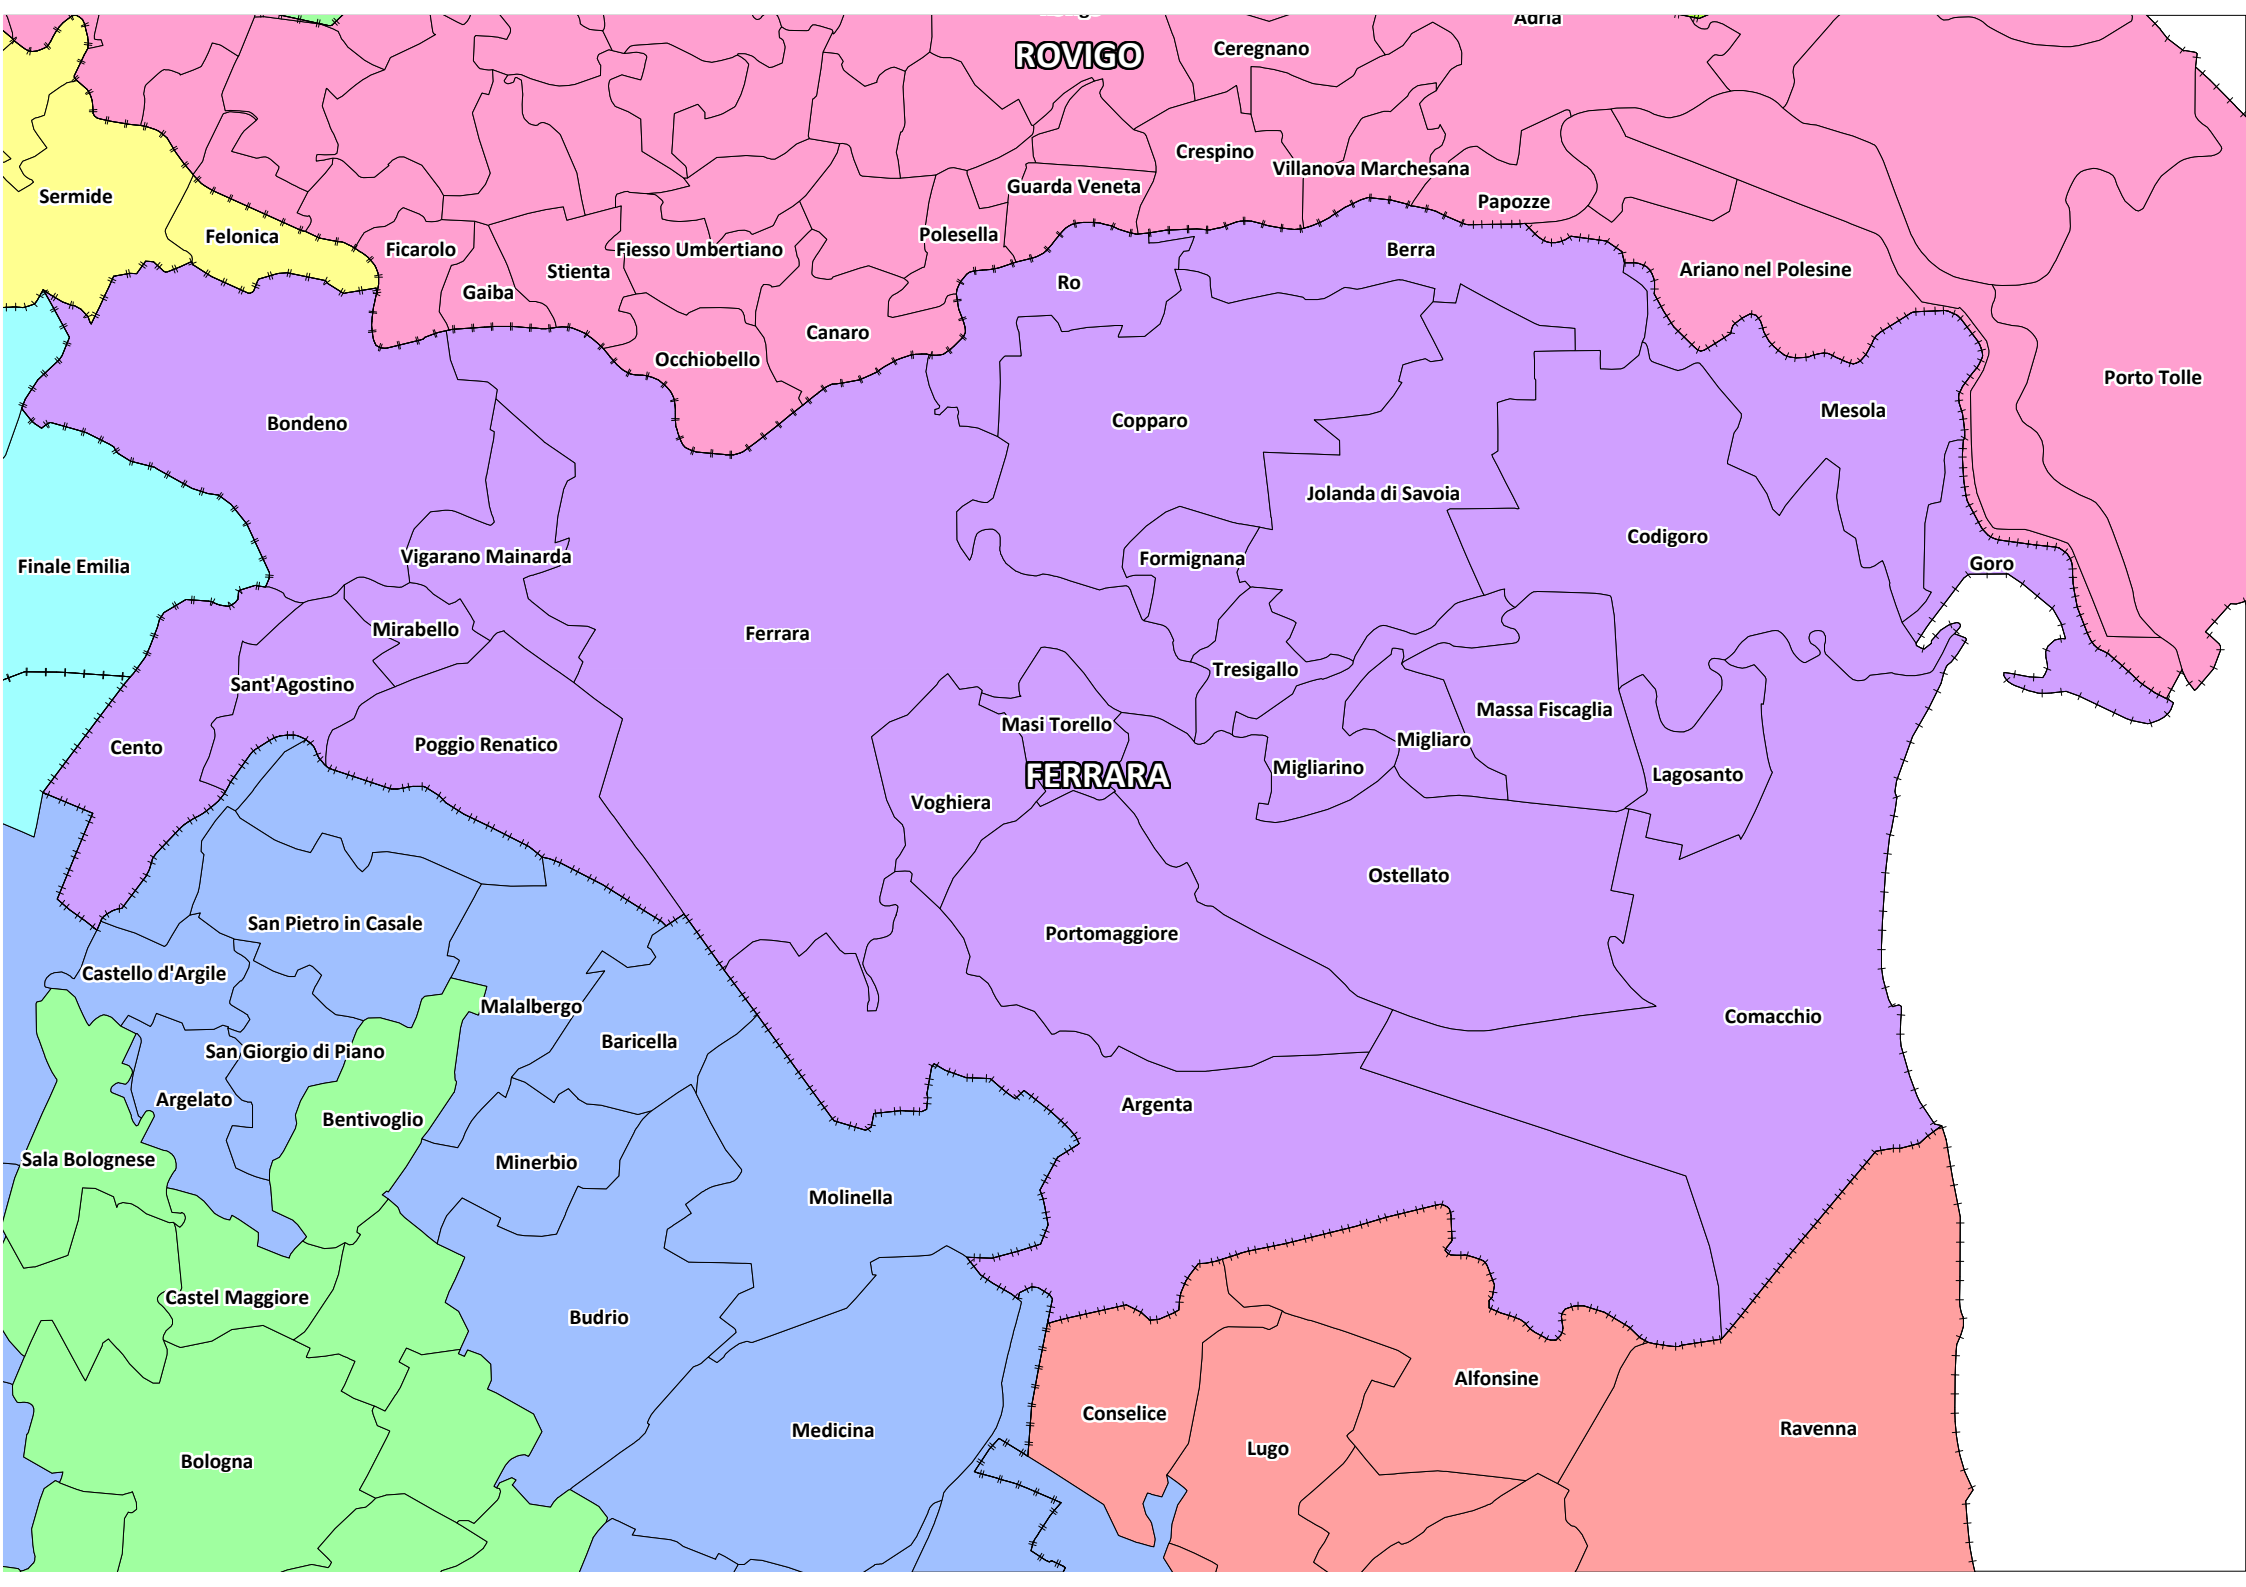 Adria
ROVIGO
Ceregnano
Crespino
Villanova Marchesana
Sermide
Guarda Veneta
Papozze
Felonica
Ficarolo
Fiesso Umbertiano
Polesella
Berra
Stienta
Ariano nel Polesine
Gaiba
Ro
Canaro
Occhiobello
Porto Tolle
Bondeno
Copparo
Mesola
Jolanda di Savoia
Codigoro
Vigarano Mainarda
Formignana
Finale Emilia
Goro
Mirabello
Ferrara
Tresigallo
Sant'Agostino
Massa Fiscaglia
Masi Torello
Cento
Poggio Renatico
Migliaro
Migliarino
FERRARA
Lagosanto
Voghiera
Ostellato
San Pietro in Casale
Portomaggiore
Castello d'Argile
Malalbergo
Comacchio
Baricella
San Giorgio di Piano
Argelato
Argenta
Bentivoglio
Sala Bolognese
Minerbio
Molinella
Castel Maggiore
Budrio
Alfonsine
Conselice
Medicina
Ravenna
Lugo
Bologna